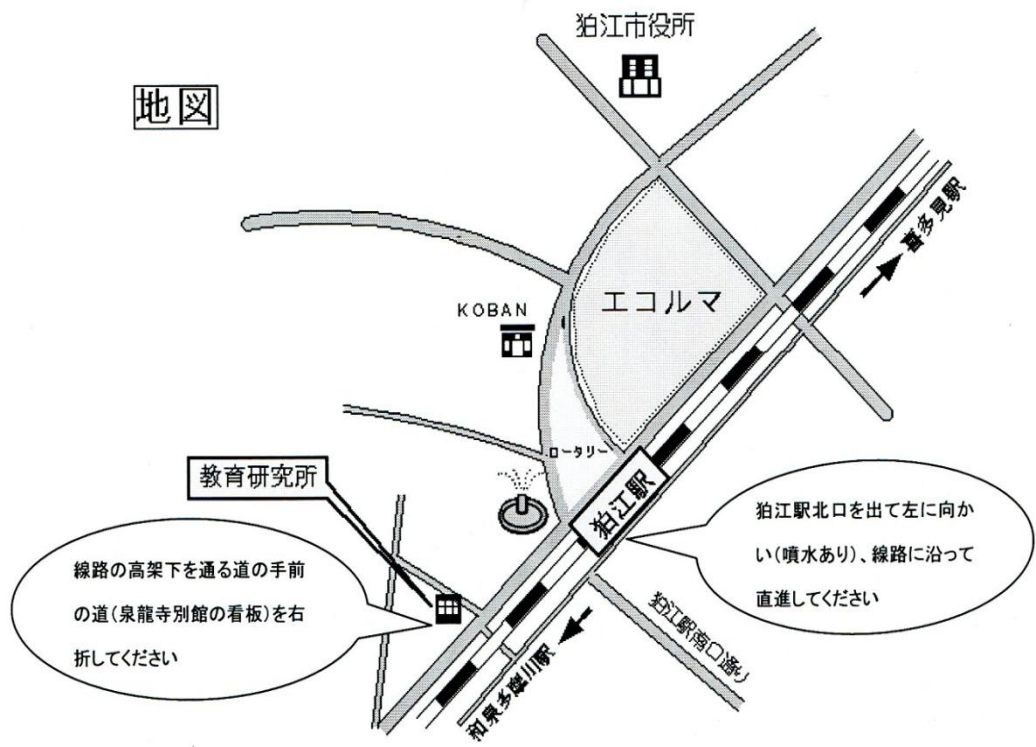 狛江市役所
地図
喜多見駅
エコルマ
KOBAN
ロータリー
教育研究所
狛江駅
狛江駅北口を出て左に向か
い(噴水あり)、線路に沿って
直進してください
線路の高架下を通る道の手前
の道(泉龍寺別館の看板)を右
折してください
狛江駅南口通り
和泉多摩川駅